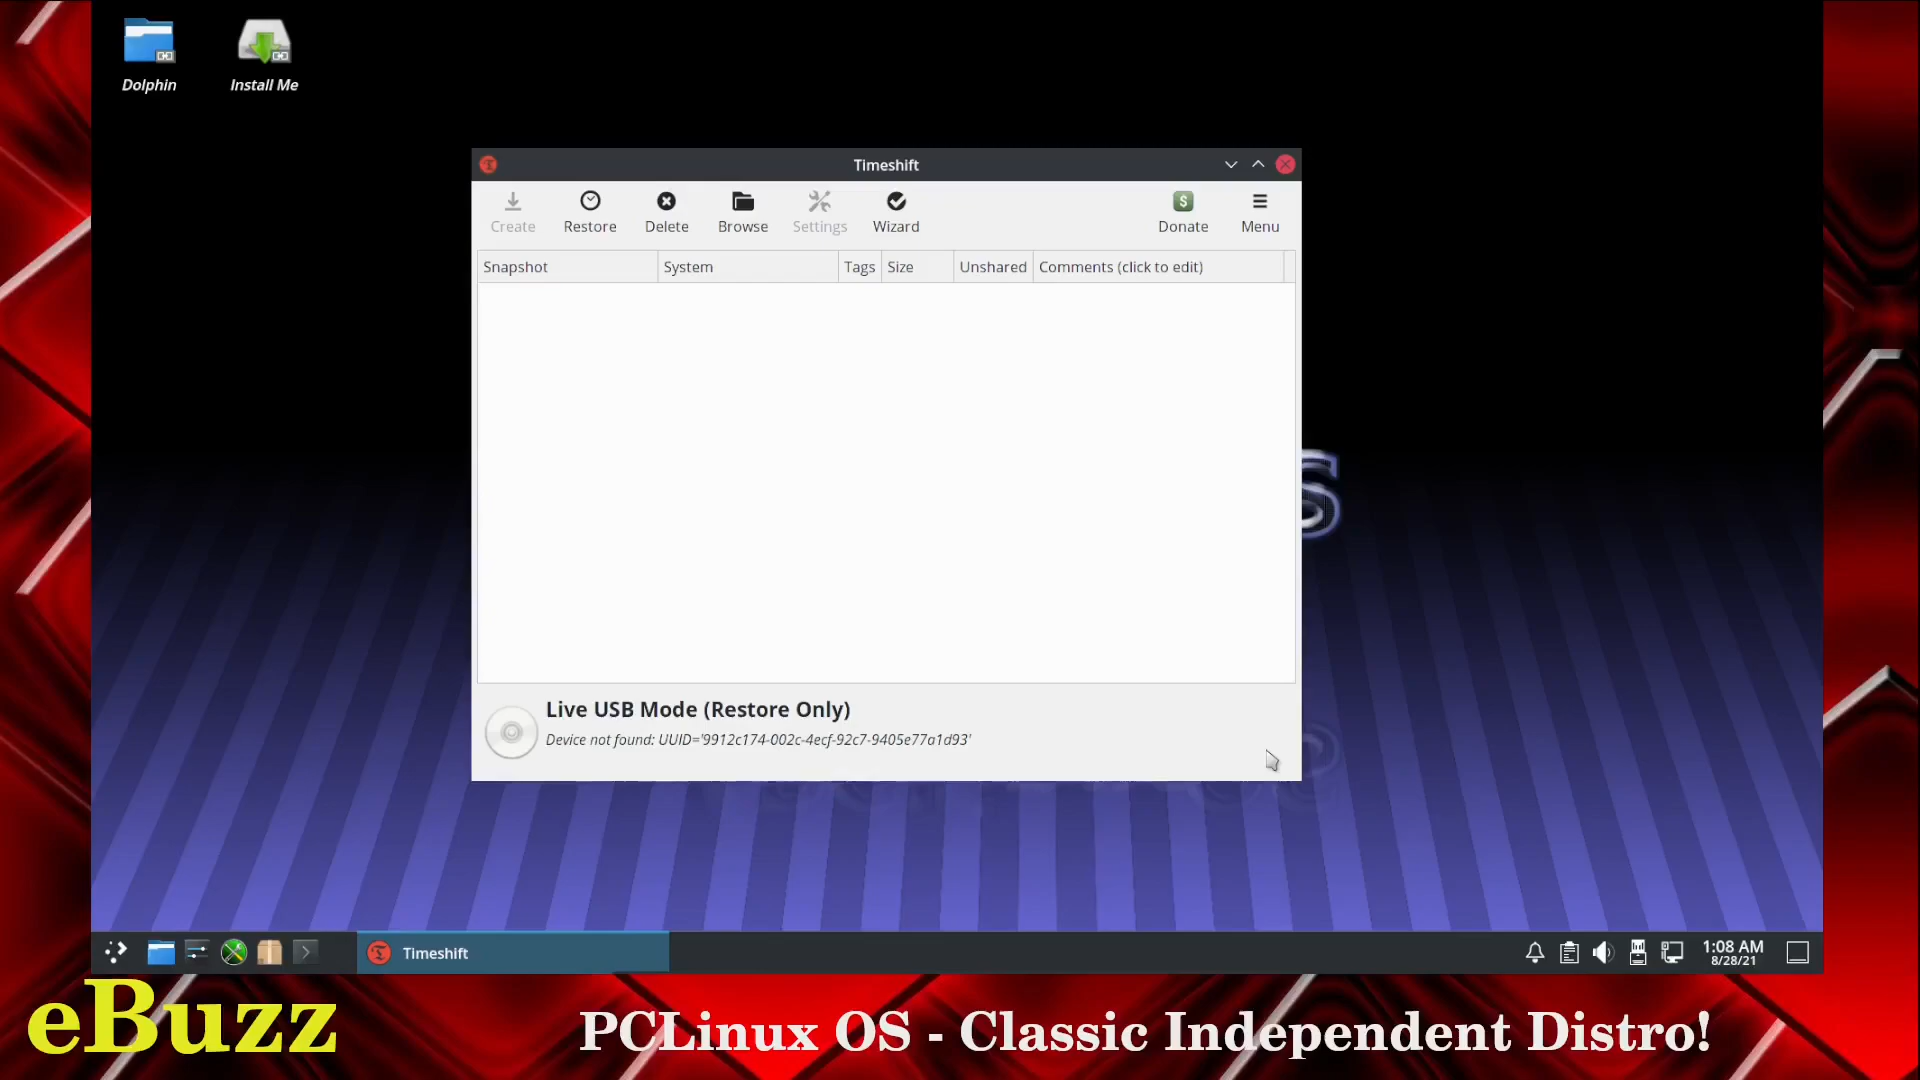 Dolphin
Install Me
Timeshift
Create
Restore
Delete
Browse
Settings
Wizard
Donate
Menu
Snapshot
System
Tags
Size
Unshared
Comments (click to edit)
S
Live USB Mode (Restore Only)
Device not found: UUID='9912c174-002c-4ecf-92c7-9405e77a1d93'
Timeshift
1:08 AM
8/28/21
eBuzz
PCLinux OS - Classic Independent Distro!